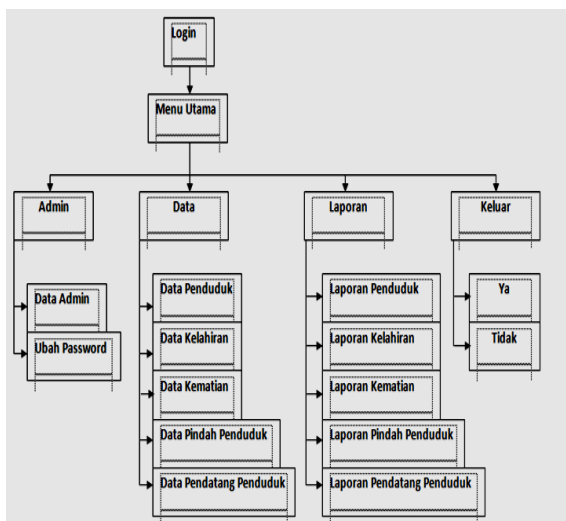 Login
Menu Utama
Admin
Data
Laporan
Keluar
Data Admin
Ubah Password
Data Penduduk
Data Kelahiran
Data Kematian
Data Pindah Penduduk
Data Pendatang Penduduk
Laporan Penduduk
Laporan Kelahiran
Laporan Kematian
Laporan Pindah Penduduk
Laporan Pendatang Penduduk
Ya
Tidak